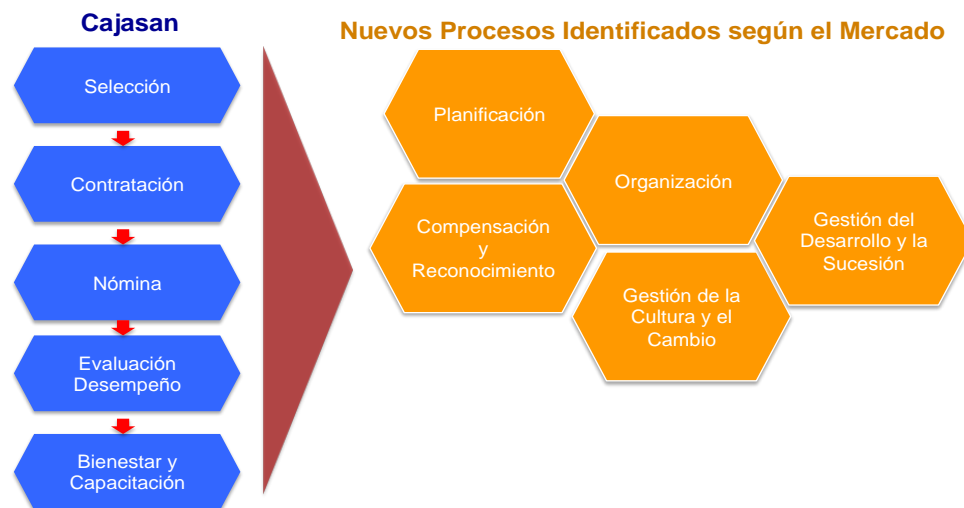 Cajasan
Selección
Contratación
Nómina
Evaluación
Desempeño
Bienestar y
Capacitación
Nuevos Procesos Identificados según el Mercado
Planificación
Organización
Compensación
y
Reconocimiento
Gestión del
Desarrollo y la
Sucesión
Gestión de la
Cultura y el
Cambio